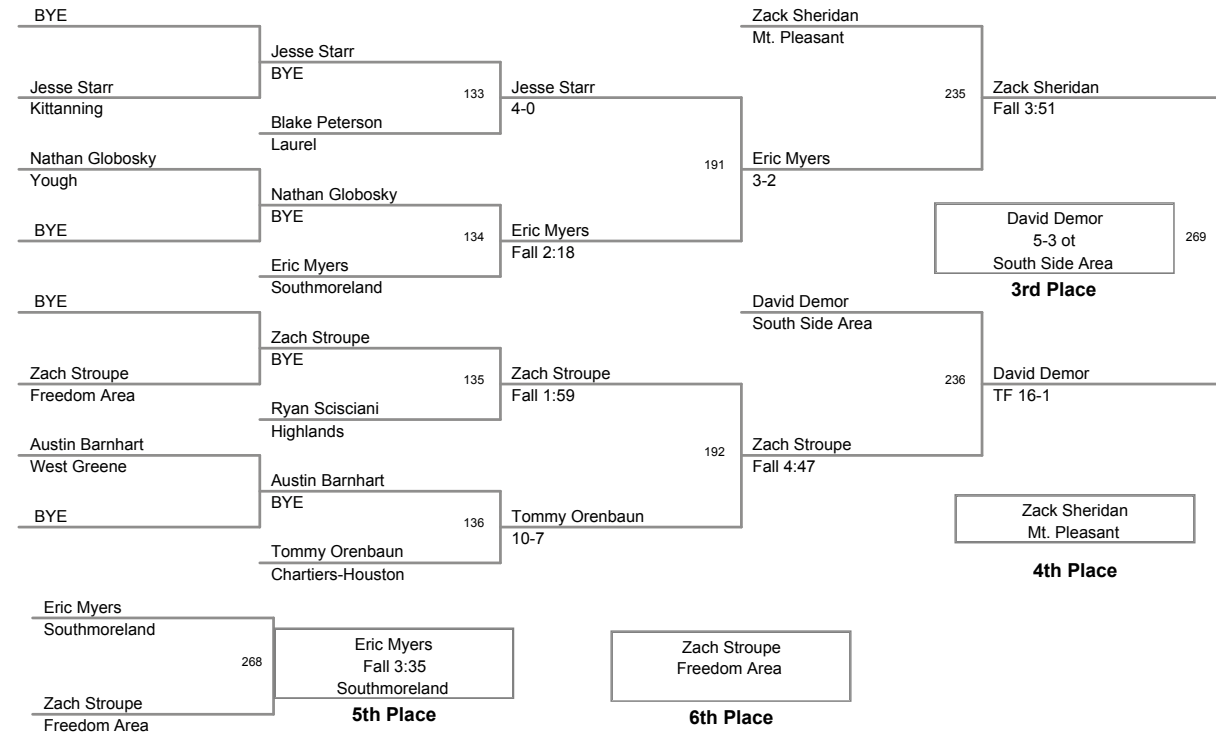 BYE
Jesse Starr
Kittanning
Nathan Globosky
Yough
BYE
BYE
Zach Stroupe
Freedom Area
Austin Barnhart
West Greene
BYE
Jesse Starr
BYE
133
Blake Peterson
Laurel
Nathan Globosky
BYE
134
Eric Myers
Southmoreland
Zach Stroupe
BYE
135
Ryan Scisciani
Highlands
Austin Barnhart
BYE
136
Tommy Orenbaun
Chartiers-Houston
Jesse Starr
4-0
191
Eric Myers
Fall 2:18
Zach Stroupe
Fall 1:59
192
Tommy Orenbaun
10-7
Zack Sheridan
Mt. Pleasant
235
Eric Myers
3-2
David Demor
South Side Area
236
Zach Stroupe
Fall 4:47
Zack Sheridan
Fall 3:51
David Demor
5-3 ot
South Side Area
269
3rd Place
David Demor
TF 16-1
Zack Sheridan
Mt. Pleasant
4th Place
Eric Myers
Southmoreland
268
Zach Stroupe
Freedom Area
Eric Myers
Fall 3:35
Southmoreland
5th Place
Zach Stroupe
Freedom Area
6th Place